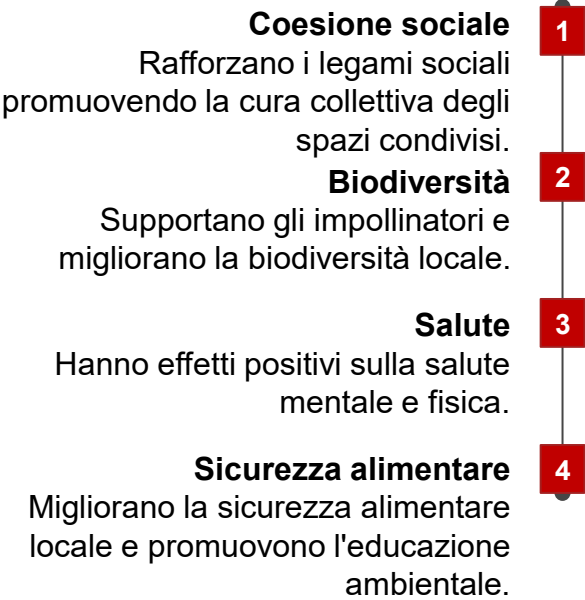 Coesione sociale
1
Rafforzano i legami sociali
promuovendo la cura collettiva degli
spazi condivisi.
Biodiversità
2
Supportano gli impollinatori e
migliorano la biodiversità locale.
Salute
3
Hanno effetti positivi sulla salute
mentale e fisica.
Sicurezza alimentare
4
Migliorano la sicurezza alimentare
locale e promuovono l'educazione
ambientale.